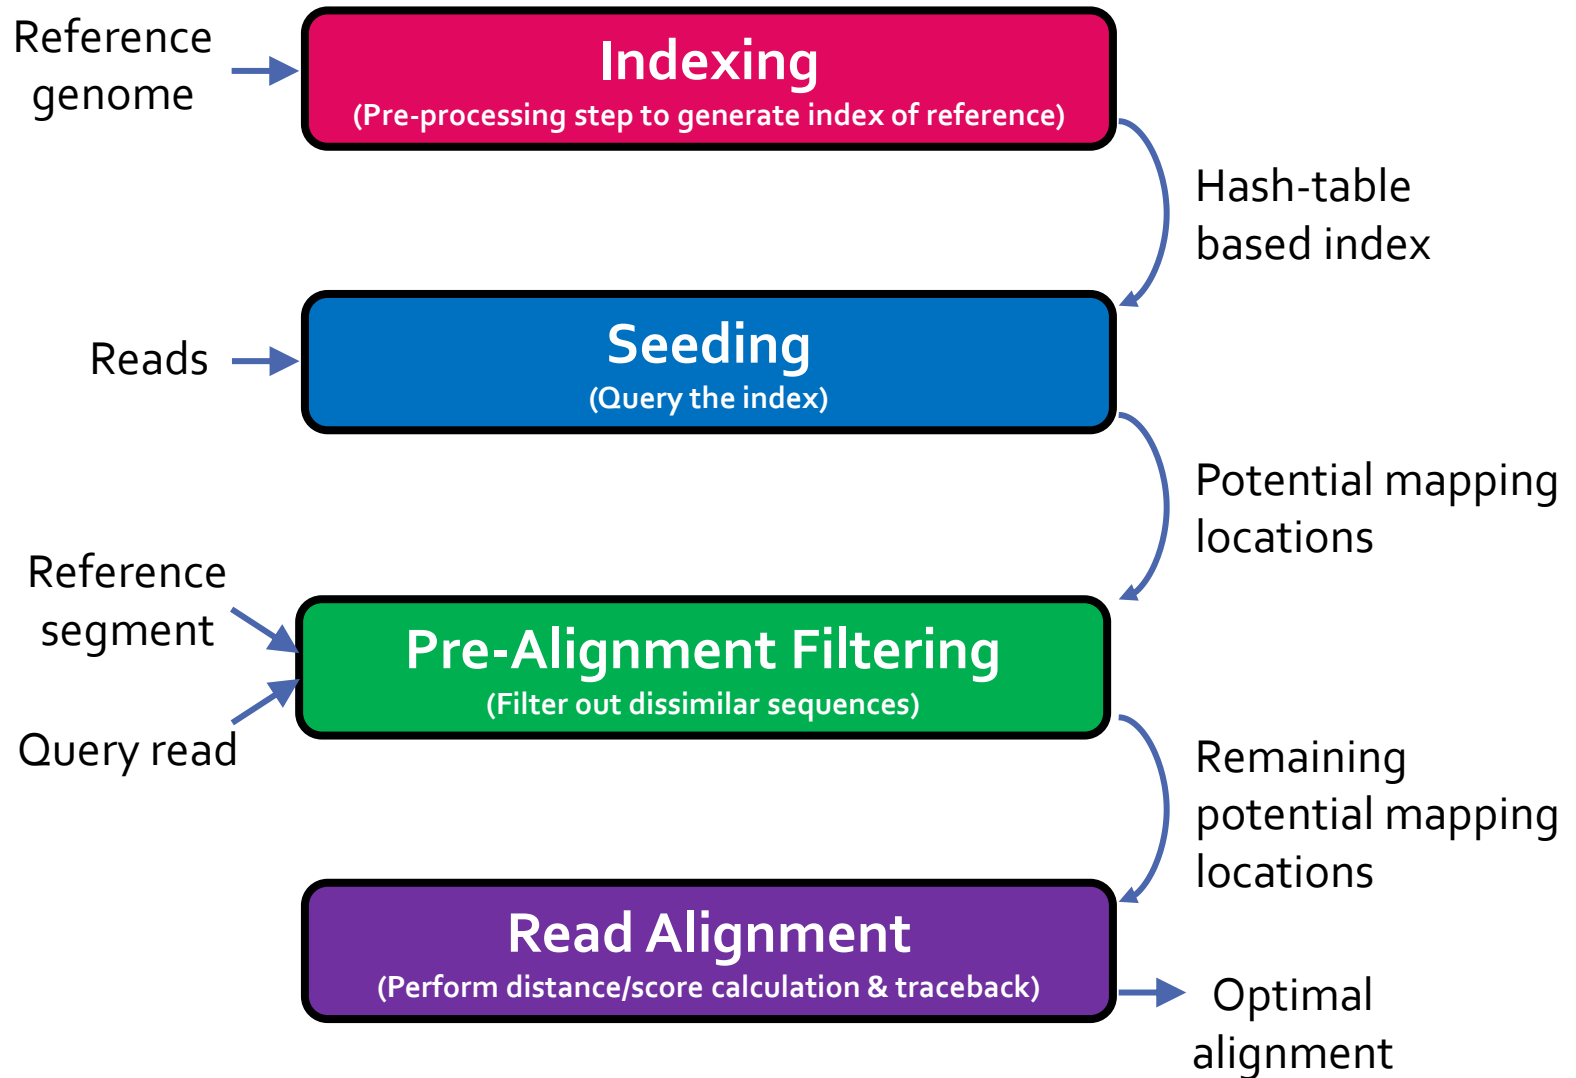 Reference
genome
Indexing
(Pre-processing step to generate index of reference)
Hash-table
based index
Reads
Seeding
(Query the index)
Potential mapping
locations
Reference
segment
Query read
Pre-Alignment Filtering
(Filter out dissimilar sequences)
Remaining
potential mapping
locations
Read Alignment
(Perform distance/score calculation & traceback)
Optimal
alignment